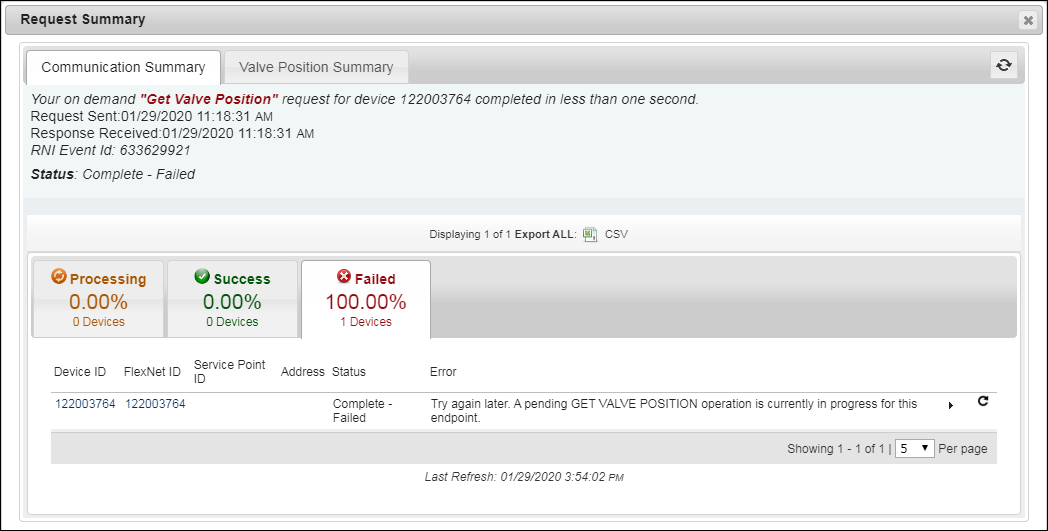 Request Summary
Communication Summary
Valve Position Summary
Your on demand "Get Valve Position" request for device 122003764 completed in less than one second.
Request Sent:01/29/2020 11:18:31 AM
Response Received:01/29/2020 11:18:31 AM
RNI Event Id: 633629921
Status: Complete - Failed
Displaying 1 of 1 Export ALL: CSV
Processing
0.00%
0 Devices
Success
0.00%
0 Devices
Failed
100.00%
1 Devices
Device ID
FlexNet ID
Service Point
ID
Address
Status
Error
122003764
122003764
Complete -
Failed
Try again later. A pending GET VALVE POSITION operation is currently in progress for this
endpoint.
Showing 1 - 1 of 1 | 5 Per page
Last Refresh: 01/29/2020 3:54:02 PM